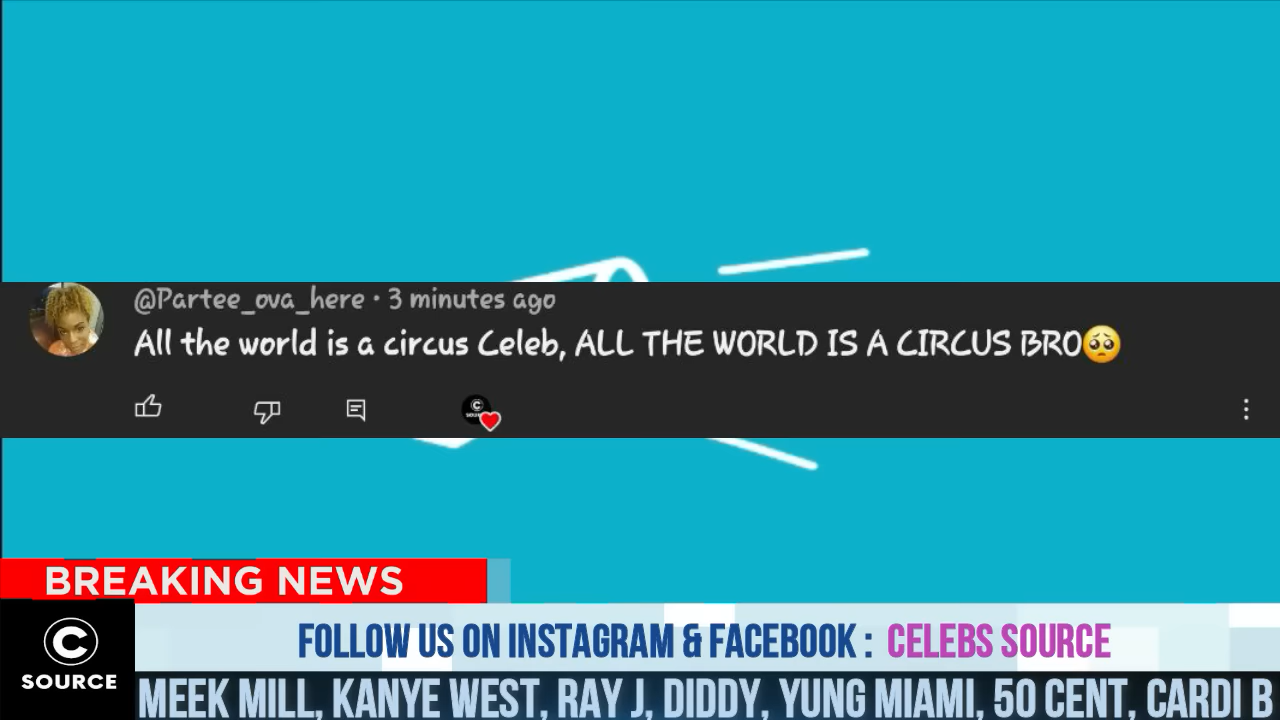 @Partee_ova_here · 3 minutes ago
All the world is a circus Celeb, ALL THE WORLD IS A CIRCUS BRO🥺
BREAKING NEWS
C
SOURCE
FOLLOW US ON INSTAGRAM & FACEBOOK : CELEBS SOURCE
MEEK MILL, KANYE WEST, RAY J, DIDDY, YUNG MIAMI, 50 CENT, CARDI B